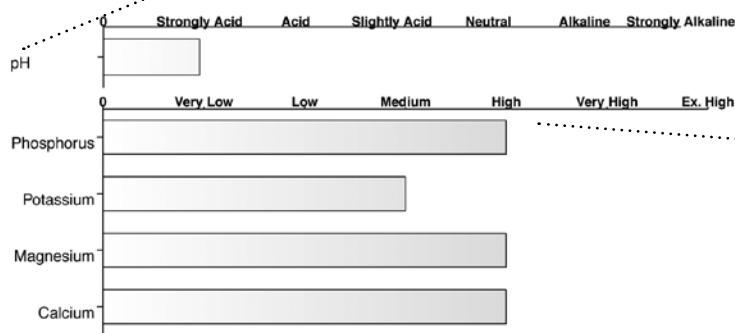 0 Strongly Acid Acid Slightly Acid Neutral Alkaline Strongly Alkaline
pH
0 Very Low Low Medium High Very High Ex. High
Phosphorus
Potassium
Magnesium
Calcium